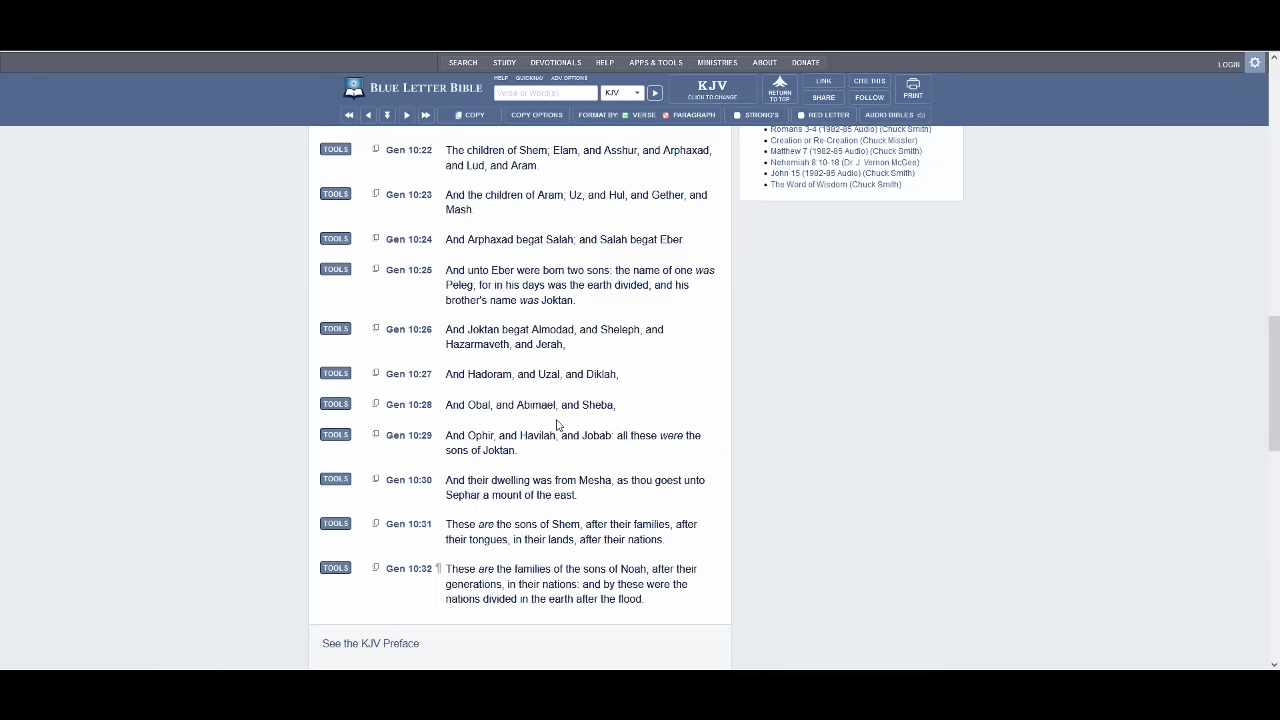 SEARCH STUDY DEVOTIONALS HELP APPS & TOOLS MINISTRIES ABOUT DONATE
LOGIN
BLUE LETTER BIBLE
HELP QUICKNAV ADV. OPTIONS
Verse or Word(s)
KJV
KJV
CLICK TO CHANGE
RETURN
TO TOP
LINK
CITE THIS
SHARE
FOLLOW
PRINT
COPY COPY OPTIONS FORMAT BY: VERSE PARAGRAPH STRONG'S RED LETTER AUDIO BIBLES
TOOLS Gen 10:22 The children of Shem; Elam, and Asshur, and Arphaxad,
and Lud, and Aram.
TOOLS Gen 10:23 And the children of Aram; Uz, and Hul, and Gether, and
Mash.
TOOLS Gen 10:24 And Arphaxad begat Salah; and Salah begat Eber.
TOOLS Gen 10:25 And unto Eber were born two sons: the name of one was
Peleg; for in his days was the earth divided; and his
brother's name was Joktan.
TOOLS Gen 10:26 And Joktan begat Almodad, and Sheleph, and
Hazarmaveth, and Jerah,
TOOLS Gen 10:27 And Hadoram, and Uzal, and Diklah,
TOOLS Gen 10:28 And Obal, and Abimael, and Sheba,
TOOLS Gen 10:29 And Ophir, and Havilah, and Jobab: all these were the
sons of Joktan.
TOOLS Gen 10:30 And their dwelling was from Mesha, as thou goest unto
Sephar a mount of the east.
TOOLS Gen 10:31 These are the sons of Shem, after their families, after
their tongues, in their lands, after their nations.
TOOLS Gen 10:32 ¶ These are the families of the sons of Noah, after their
generations, in their nations: and by these were the
nations divided in the earth after the flood.
See the KJV Preface
Romans 3-4 (1982-85 Audio) (Chuck Smith)
Creation or Re-Creation (Chuck Missler)
Matthew 7 (1982-85 Audio) (Chuck Smith)
Nehemiah 8:10-18 (Dr. J. Vernon McGee)
John 15 (1982-85 Audio) (Chuck Smith)
The Word of Wisdom (Chuck Smith)